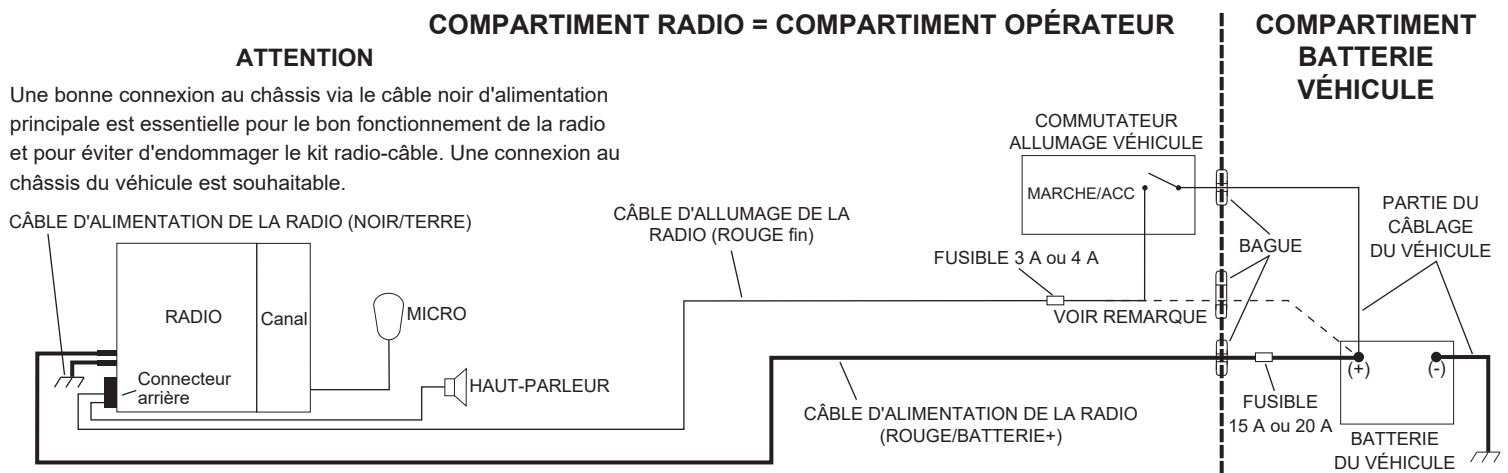 COMPARTIMENT RADIO = COMPARTIMENT OPÉRATEUR
COMPARTIMENT
BATTERIE
VÉHICULE
ATTENTION
Une bonne connexion au châssis via le câble noir d'alimentation
principale est essentielle pour le bon fonctionnement de la radio
et pour éviter d'endommager le kit radio-câble. Une connexion au
châssis du véhicule est souhaitable.
CÂBLE D'ALIMENTATION DE LA RADIO (NOIR/TERRE)
RADIO
Canal
Connecteur
arrière
MICRO
HAUT-PARLEUR
CÂBLE D'ALLUMAGE DE LA
RADIO (ROUGE fin)
COMMUTATEUR
ALLUMAGE VÉHICULE
MARCHE/ACC
FUSIBLE 3 A ou 4 A
VOIR REMARQUE
BAGUE
PARTIE DU
CÂBLAGE
DU VÉHICULE
CÂBLE D'ALIMENTATION DE LA RADIO
(ROUGE/BATTERIE+)
FUSIBLE
15 A ou 20 A
(+)
(-)
BATTERIE
DU VÉHICULE